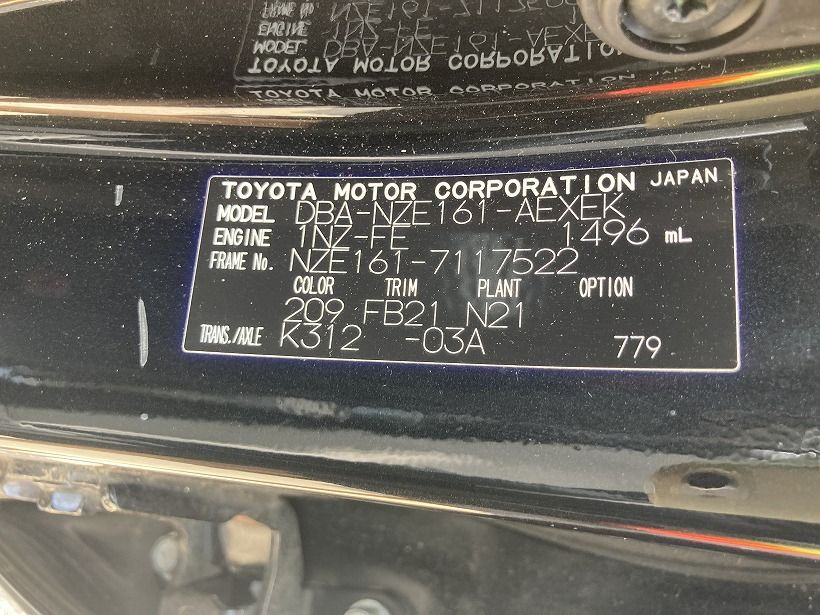 TOYOTA MOTOR CORPORATION JAPAN
MODEL DBA-NZE161-AEXEK
ENGINE 1NZ-FE 1496 mL
FRAME No. NZE161-7117522
COLOR TRIM PLANT OPTION
209 FB21 N21
TRANS./AXLE K312 -03A 779